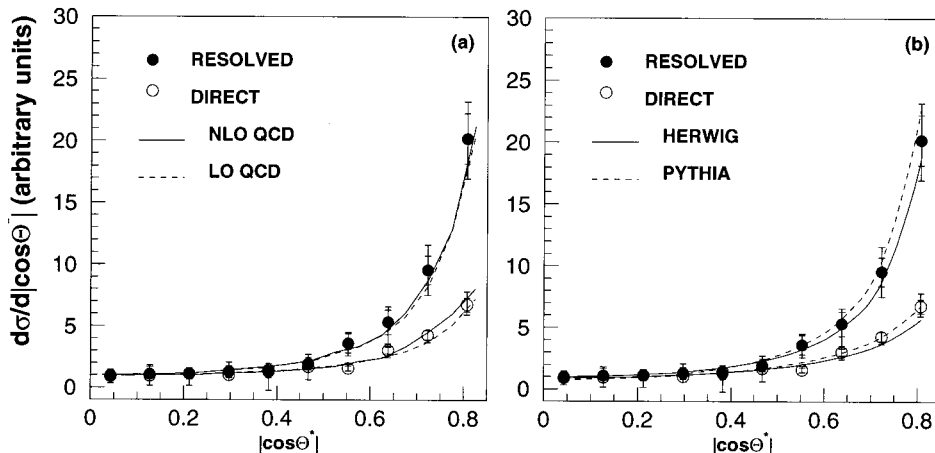 dσ/d|cosΘ*| (arbitrary units)
30
25
20
15
10
5
0
(a)
RESOLVED
DIRECT
NLO QCD
LO QCD
0 0.2 0.4 0.6 0.8
|cosΘ*|
30
25
20
15
10
5
0
(b)
RESOLVED
DIRECT
HERWIG
PYTHIA
0 0.2 0.4 0.6 0.8
|cosΘ*|